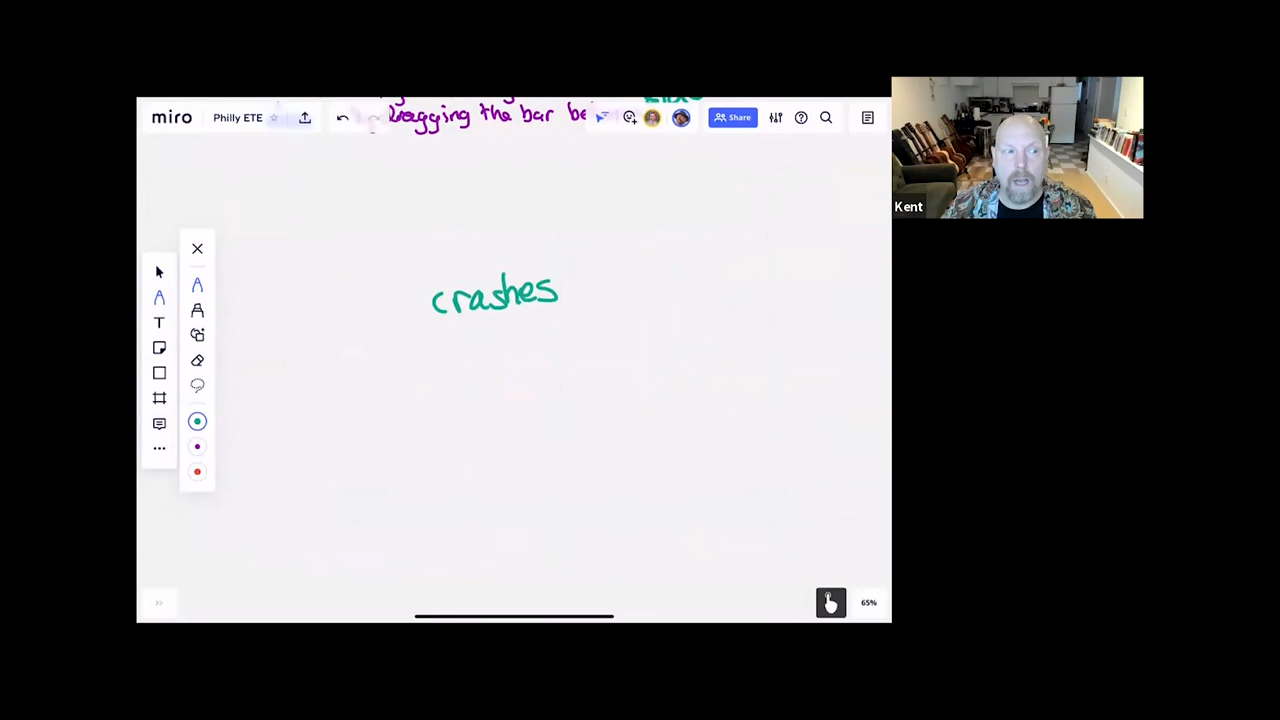 miro Philly ETE Share
Dragging the bar be
Kent
crashes
T
65%